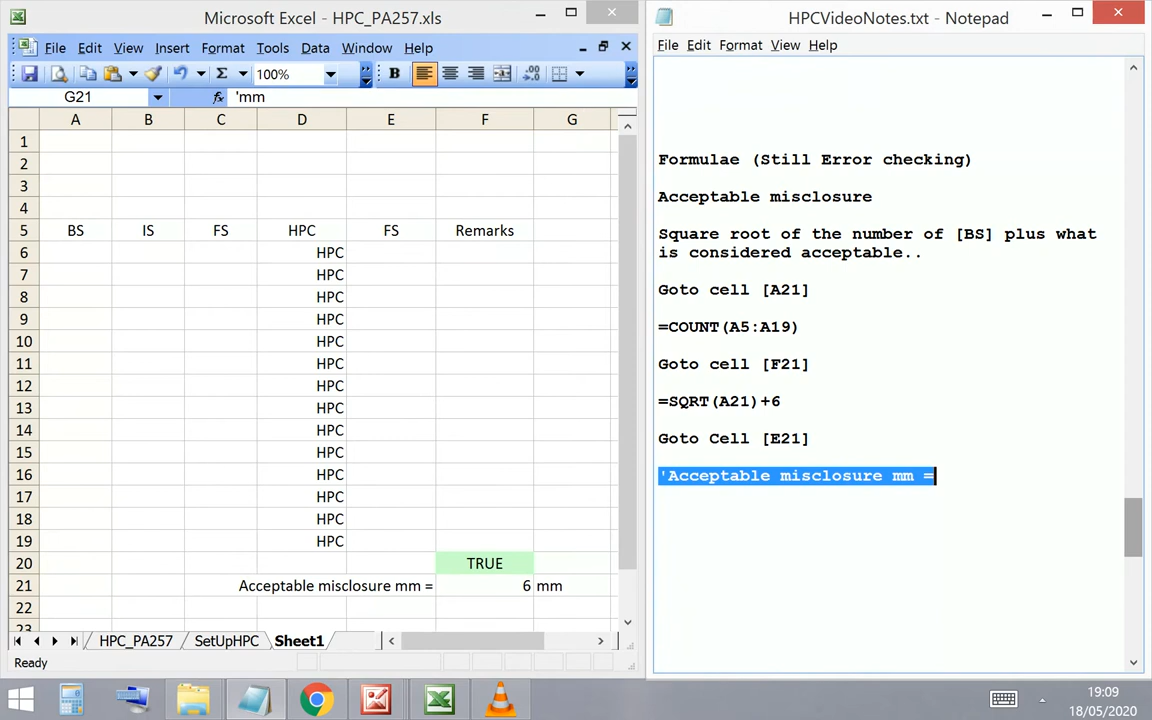 Microsoft Excel - HPC_PA257.xls
File Edit View Insert Format Tools Data Window Help
100%
B
G21
fx 'mm
A B C D E F G
1
2
3
4
5 BS IS FS HPC FS Remarks
6 HPC
7 HPC
8 HPC
9 HPC
10 HPC
11 HPC
12 HPC
13 HPC
14 HPC
15 HPC
16 HPC
17 HPC
18 HPC
19 HPC
20 TRUE
21 Acceptable misclosure mm = 6 mm
22
23
HPC_PA257 SetUpHPC Sheet1
Ready
HPCVideoNotes.txt - Notepad
File Edit Format View Help
Formulae (Still Error checking)
Acceptable misclosure
Square root of the number of [BS] plus what
is considered acceptable..
Goto cell [A21]
=COUNT(A5:A19)
Goto cell [F21]
=SQRT(A21)+6
Goto Cell [E21]
'Acceptable misclosure mm =
19:09
18/05/2020